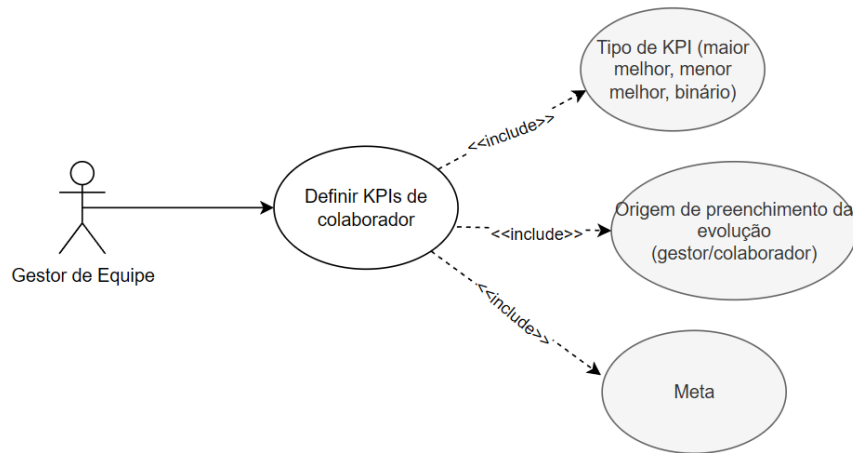 Tipo de KPI (maior
melhor, menor
melhor, binário)
<<include>>
Definir KPIs de
colaborador
Origem de preenchimento da
evolução
(gestor/colaborador)
<<include>>
Gestor de Equipe
<<include>>
Meta